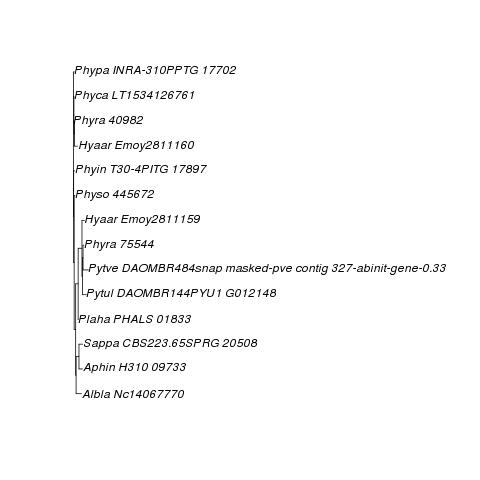 Phypa INRA-310PPTG 17702
Phyca LT1534126761
Phyra 40982
Hyaar Emoy2811160
Phyin T30-4PITG 17897
Physo 445672
Hyaar Emoy2811159
Phyra 75544
Pytve DAOMBR484snap masked-pve contig 327-abinit-gene-0.33
Pytul DAOMBR144PYU1 G012148
Plaha PHALS 01833
Sappa CBS223.65SPRG 20508
Aphin H310 09733
Albla Nc14067770